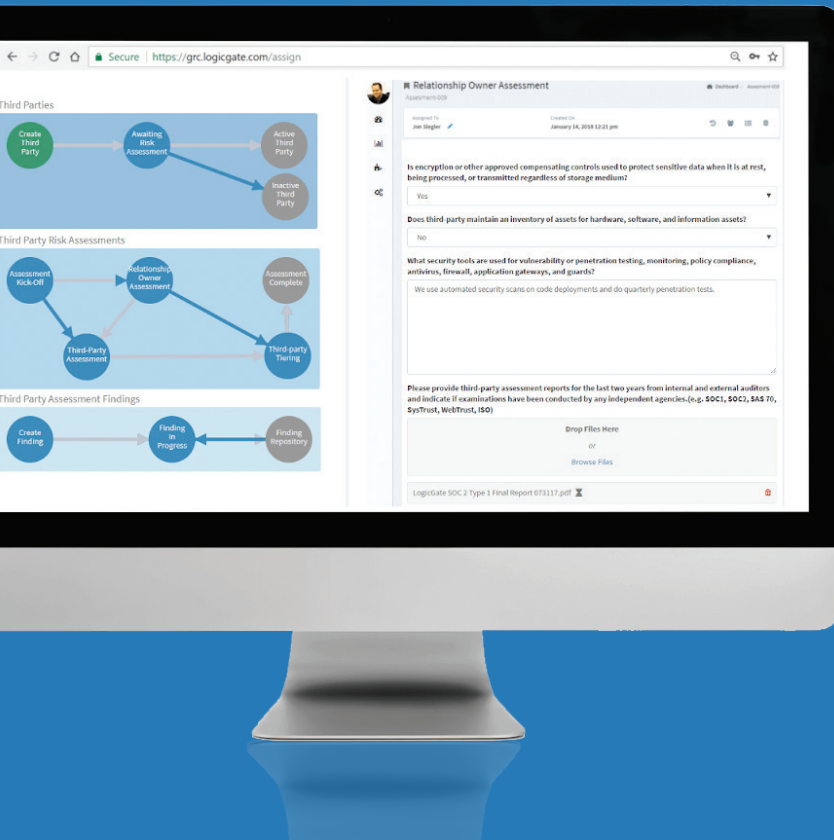 Secure | https://grc.logicgate.com/assign
Third Parties
Create
Third
Party
Awaiting
Risk
Assessment
Active
Third
Party
Inactive
Third
Party
Third Party Risk Assessments
Assessment
Kick-Off
Relationship
Owner
Assessment
Assessment
Complete
Third-Party
Assessment
Third-party
Tiering
Third Party Assessment Findings
Create
Finding
Finding
In
Progress
Finding
Repository
Relationship Owner Assessment
Dashboard
Assessment 008
Assigned To
Jon Siegler
Created On
January 14, 2018 12:21 pm
Is encryption or other approved compensating controls used to protect sensitive data when it is at rest,
being processed, or transmitted regardless of storage medium?
Yes
Does third-party maintain an inventory of assets for hardware, software, and information assets?
No
What security tools are used for vulnerability or penetration testing, monitoring, policy compliance,
antivirus, firewall, application gateways, and guards?
We use automated security scans on code deployments and do quarterly penetration tests.
Please provide third-party assessment reports for the last two years from internal and external auditors
and indicate if examinations have been conducted by any independent agencies.(e.g. SOC1, SOC2, SAS 70,
SysTrust, WebTrust, ISO)
Drop Files Here
or
Browse Files
LogicGate SOC 2 Type 1 Final Report 073117.pdf